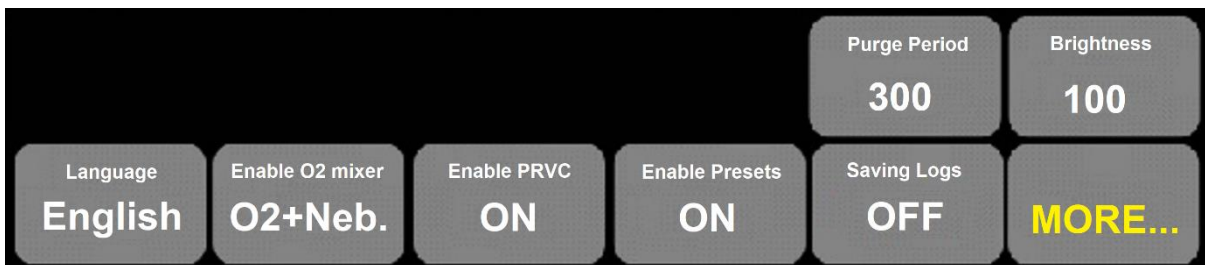 Purge Period
300
Brightness
100
Language
English
Enable O2 mixer
O2+Neb.
Enable PRVC
ON
Enable Presets
ON
Saving Logs
OFF
MORE...